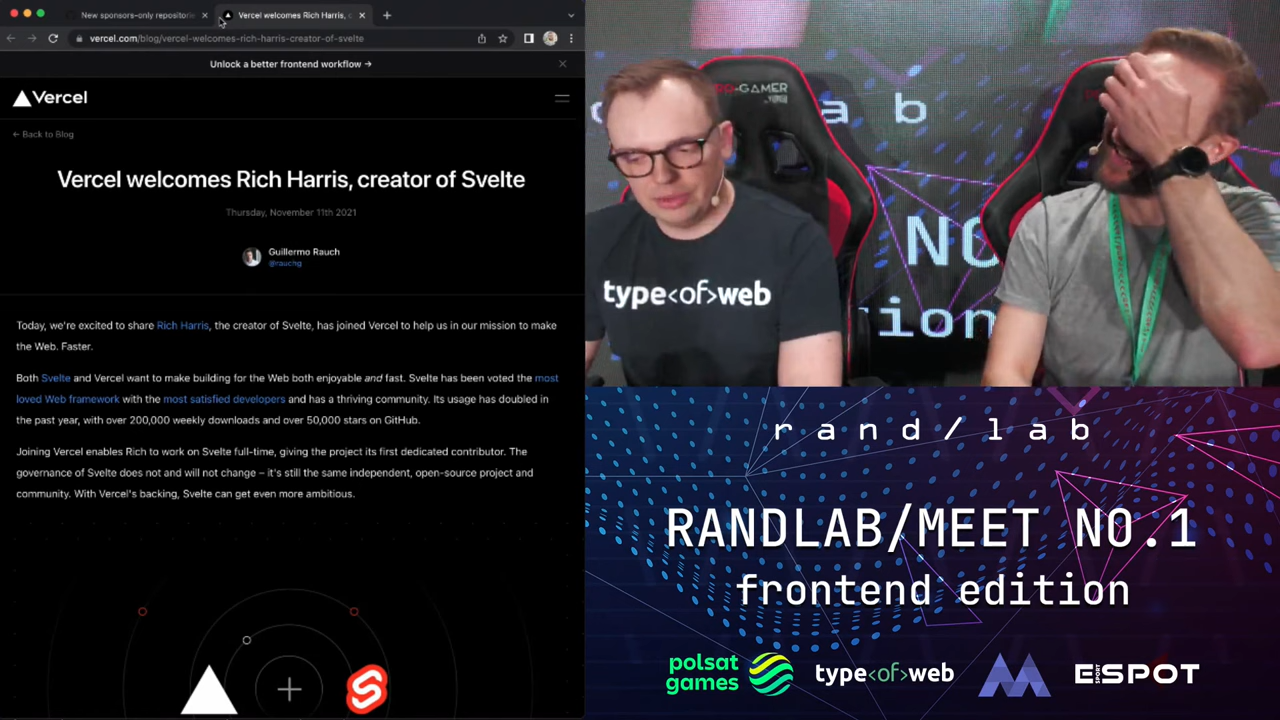 New sponsors-only repositorie
Vercel welcomes Rich Harris, c
vercel.com/blog/vercel-welcomes-rich-harris-creator-of-svelte
Unlock a better frontend workflow →
Vercel
← Back to Blog
Vercel welcomes Rich Harris, creator of Svelte
Thursday, November 11th 2021
Guillermo Rauch
@rauchg
Today, we're excited to share Rich Harris, the creator of Svelte, has joined Vercel to help us in our mission to make
the Web. Faster.
Both Svelte and Vercel want to make building for the Web both enjoyable and fast. Svelte has been voted the most
loved Web framework with the most satisfied developers and has a thriving community. Its usage has doubled in
the past year, with over 200,000 weekly downloads and over 50,000 stars on GitHub.
Joining Vercel enables Rich to work on Svelte full-time, giving the project its first dedicated contributor. The
governance of Svelte does not and will not change – it's still the same independent, open-source project and
community. With Vercel's backing, Svelte can get even more ambitious.
RO-GAMER
a b
NO
ion
type<of>web
rand/lab
RANDLAB/MEET NO.1
frontend edition
polsat
games
type<of>web
ESPORT
ESPOT